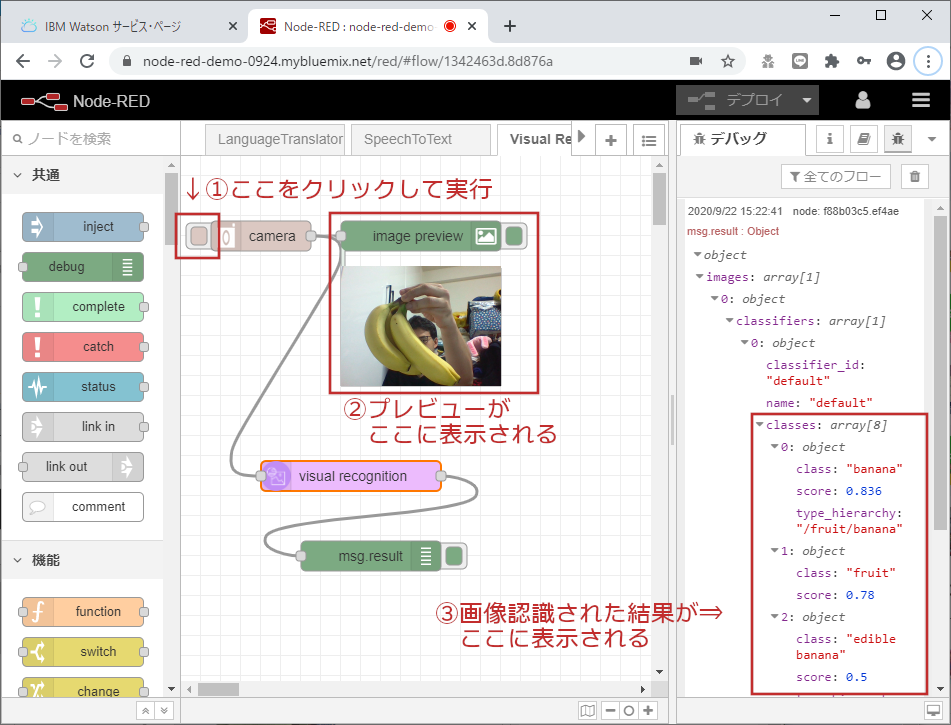 IBM Watson サービス・ページ
Node-RED : node-red-demo
node-red-demo-0924.mybluemix.net/red/#flow/1342463d.8d876a
Node-RED
デプロイ
ノードを検索
共通
inject
debug
complete
catch
status
link in
link out
comment
機能
function
switch
change
LanguageTranslator
SpeechToText
Visual Re
↓①ここをクリックして実行
camera
image preview
②プレビューが
ここに表示される
visual recognition
msg.result
③画像認識された結果が⇒
ここに表示される
デバッグ
全てのフロー
2020/9/22 15:22:41 node: f88b03c5.ef4ae
msg.result : Object
object
images: array[1]
0: object
classifiers: array[1]
0: object
classifier_id:
"default"
name: "default"
classes: array[8]
0: object
class: "banana"
score: 0.836
type_hierarchy:
"/fruit/banana"
1: object
class: "fruit"
score: 0.78
2: object
class: "edible
banana"
score: 0.5